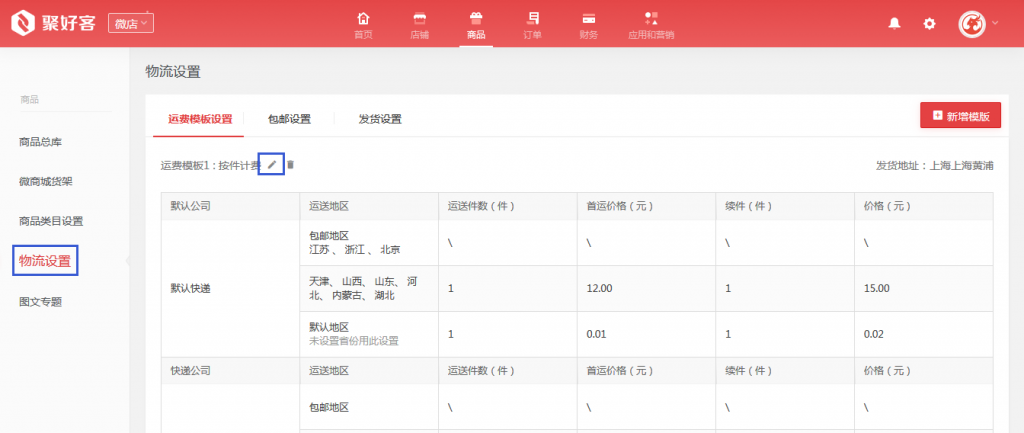 聚好客 微店
首页 店铺 商品 订单 财务 应用和营销
商品
商品总库
微商城货架
商品类目设置
物流设置
图文专题
物流设置
运费模板设置 包邮设置 发货设置 新增模版
运费模板1 : 按件计费 发货地址：上海上海黄浦
默认公司 运送地区 运送件数（件） 首运价格（元） 续件（件） 价格（元）
默认快递
包邮地区
江苏 、 浙江 、 北京
\ \ \ \
天津、 山西、 山东、 河
北、 内蒙古、 湖北
1 12.00 1 15.00
默认地区
未设置省份用此设置
1 0.01 1 0.02
快递公司 运送地区 运送件数（件） 首运价格（元） 续件（件） 价格（元）
包邮地区 \ \ \ \